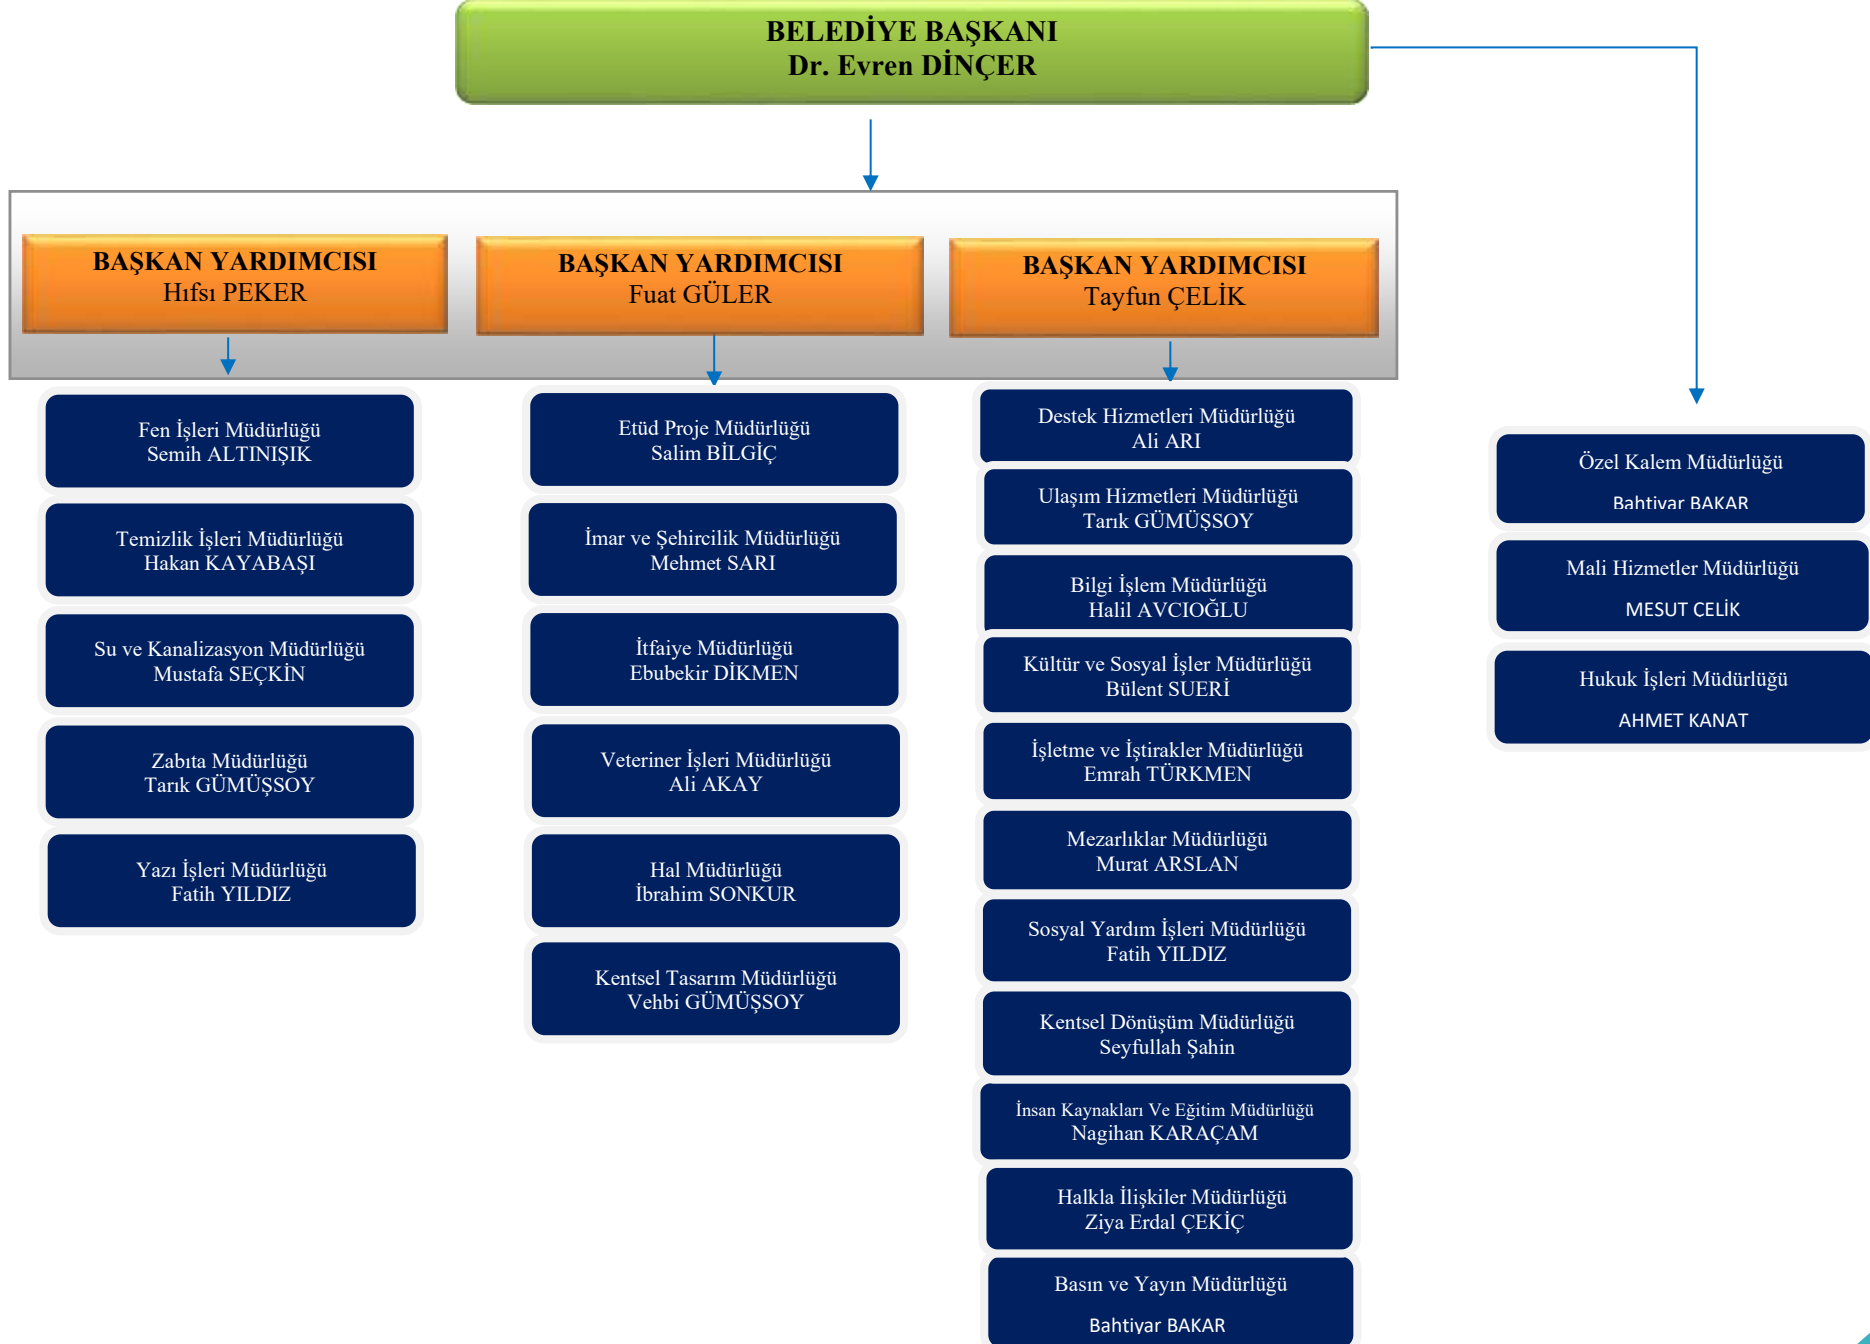 BELEDİYE BAŞKANI
Dr. Evren DİNÇER
BAŞKAN YARDIMCISI
Hıfsı PEKER
BAŞKAN YARDIMCISI
Fuat GÜLER
BAŞKAN YARDIMCISI
Tayfun ÇELİK
Fen İşleri Müdürlüğü
Semih ALTINIŞIK
Temizlik İşleri Müdürlüğü
Hakan KAYABAŞI
Su ve Kanalizasyon Müdürlüğü
Mustafa SEÇKİN
Zabıta Müdürlüğü
Tarık GÜMÜŞSOY
Yazı İşleri Müdürlüğü
Fatih YILDIZ
Etüd Proje Müdürlüğü
Salim BİLGİÇ
İmar ve Şehircilik Müdürlüğü
Mehmet SARI
İtfaiye Müdürlüğü
Ebubekir DİKMEN
Veteriner İşleri Müdürlüğü
Ali AKAY
Hal Müdürlüğü
İbrahim SONKUR
Kentsel Tasarım Müdürlüğü
Vehbi GÜMÜŞSOY
Destek Hizmetleri Müdürlüğü
Ali ARI
Ulaşım Hizmetleri Müdürlüğü
Tarık GÜMÜŞSOY
Bilgi İşlem Müdürlüğü
Halil AVCIOĞLU
Kültür ve Sosyal İşler Müdürlüğü
Bülent SUERİ
İşletme ve İştirakler Müdürlüğü
Emrah TÜRKMEN
Mezarlıklar Müdürlüğü
Murat ARSLAN
Sosyal Yardım İşleri Müdürlüğü
Fatih YILDIZ
Kentsel Dönüşüm Müdürlüğü
Seyfullah Şahin
İnsan Kaynakları Ve Eğitim Müdürlüğü
Nagihan KARAÇAM
Halkla İlişkiler Müdürlüğü
Ziya Erdal ÇEKİÇ
Basın ve Yayın Müdürlüğü
Bahtiyar BAKAR
Özel Kalem Müdürlüğü
Bahtiyar BAKAR
Mali Hizmetler Müdürlüğü
MESUT ÇELİK
Hukuk İşleri Müdürlüğü
AHMET KANAT